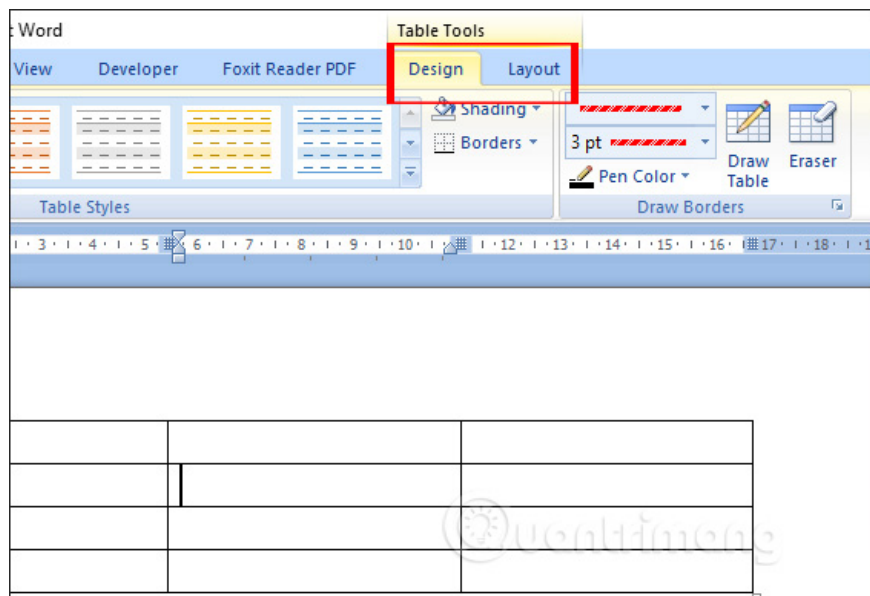 t Word
Table Tools
View Developer Foxit Reader PDF Design Layout
Shading
3 pt
Borders
Pen Color
Draw Table
Eraser
Table Styles
Draw Borders
3 4 5 6 7 8 9 10 12 13 14 15 16 17 18 1
Quantrimang